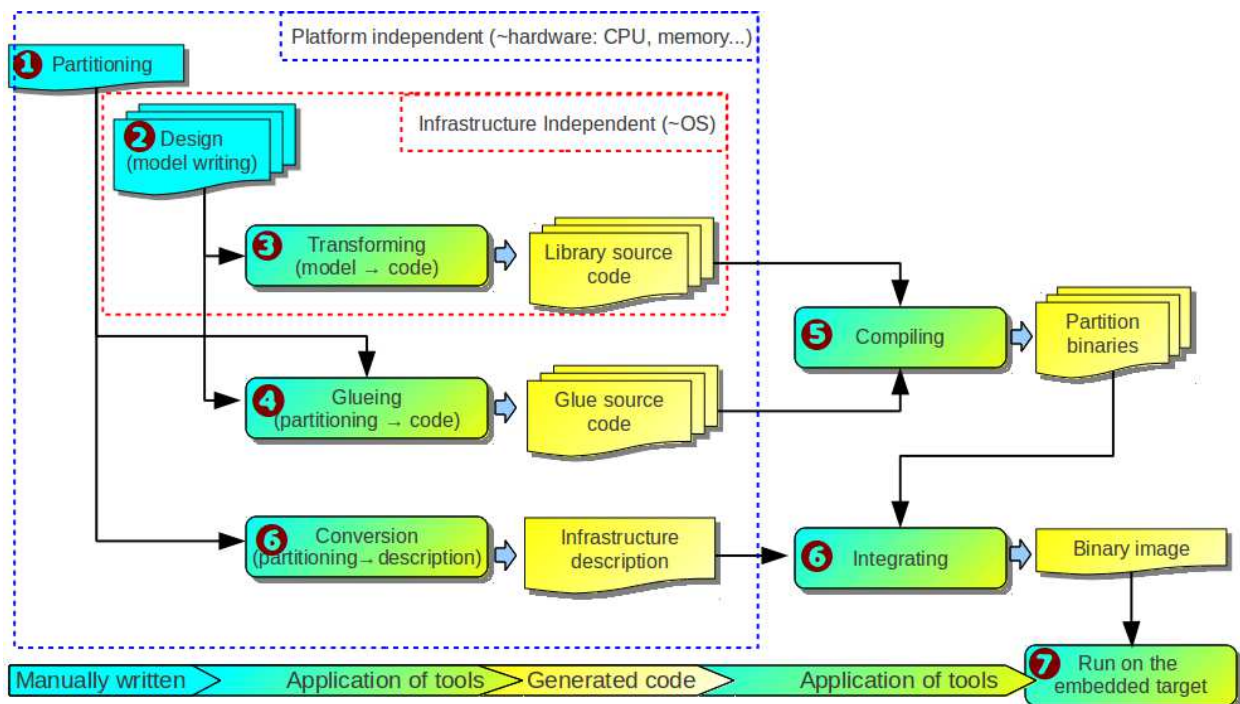 Platform independent (~hardware: CPU, memory...)
1 Partitioning
Infrastructure Independent (~OS)
2 Design
(model writing)
3 Transforming
(model → code)
Library source
code
5 Compiling
Partition
binaries
4 Glueing
(partitioning → code)
Glue source
code
6 Conversion
(partitioning→description)
Infrastructure
description
6 Integrating
Binary image
7 Run on the
embedded target
Manually written
Application of tools
Generated code
Application of tools